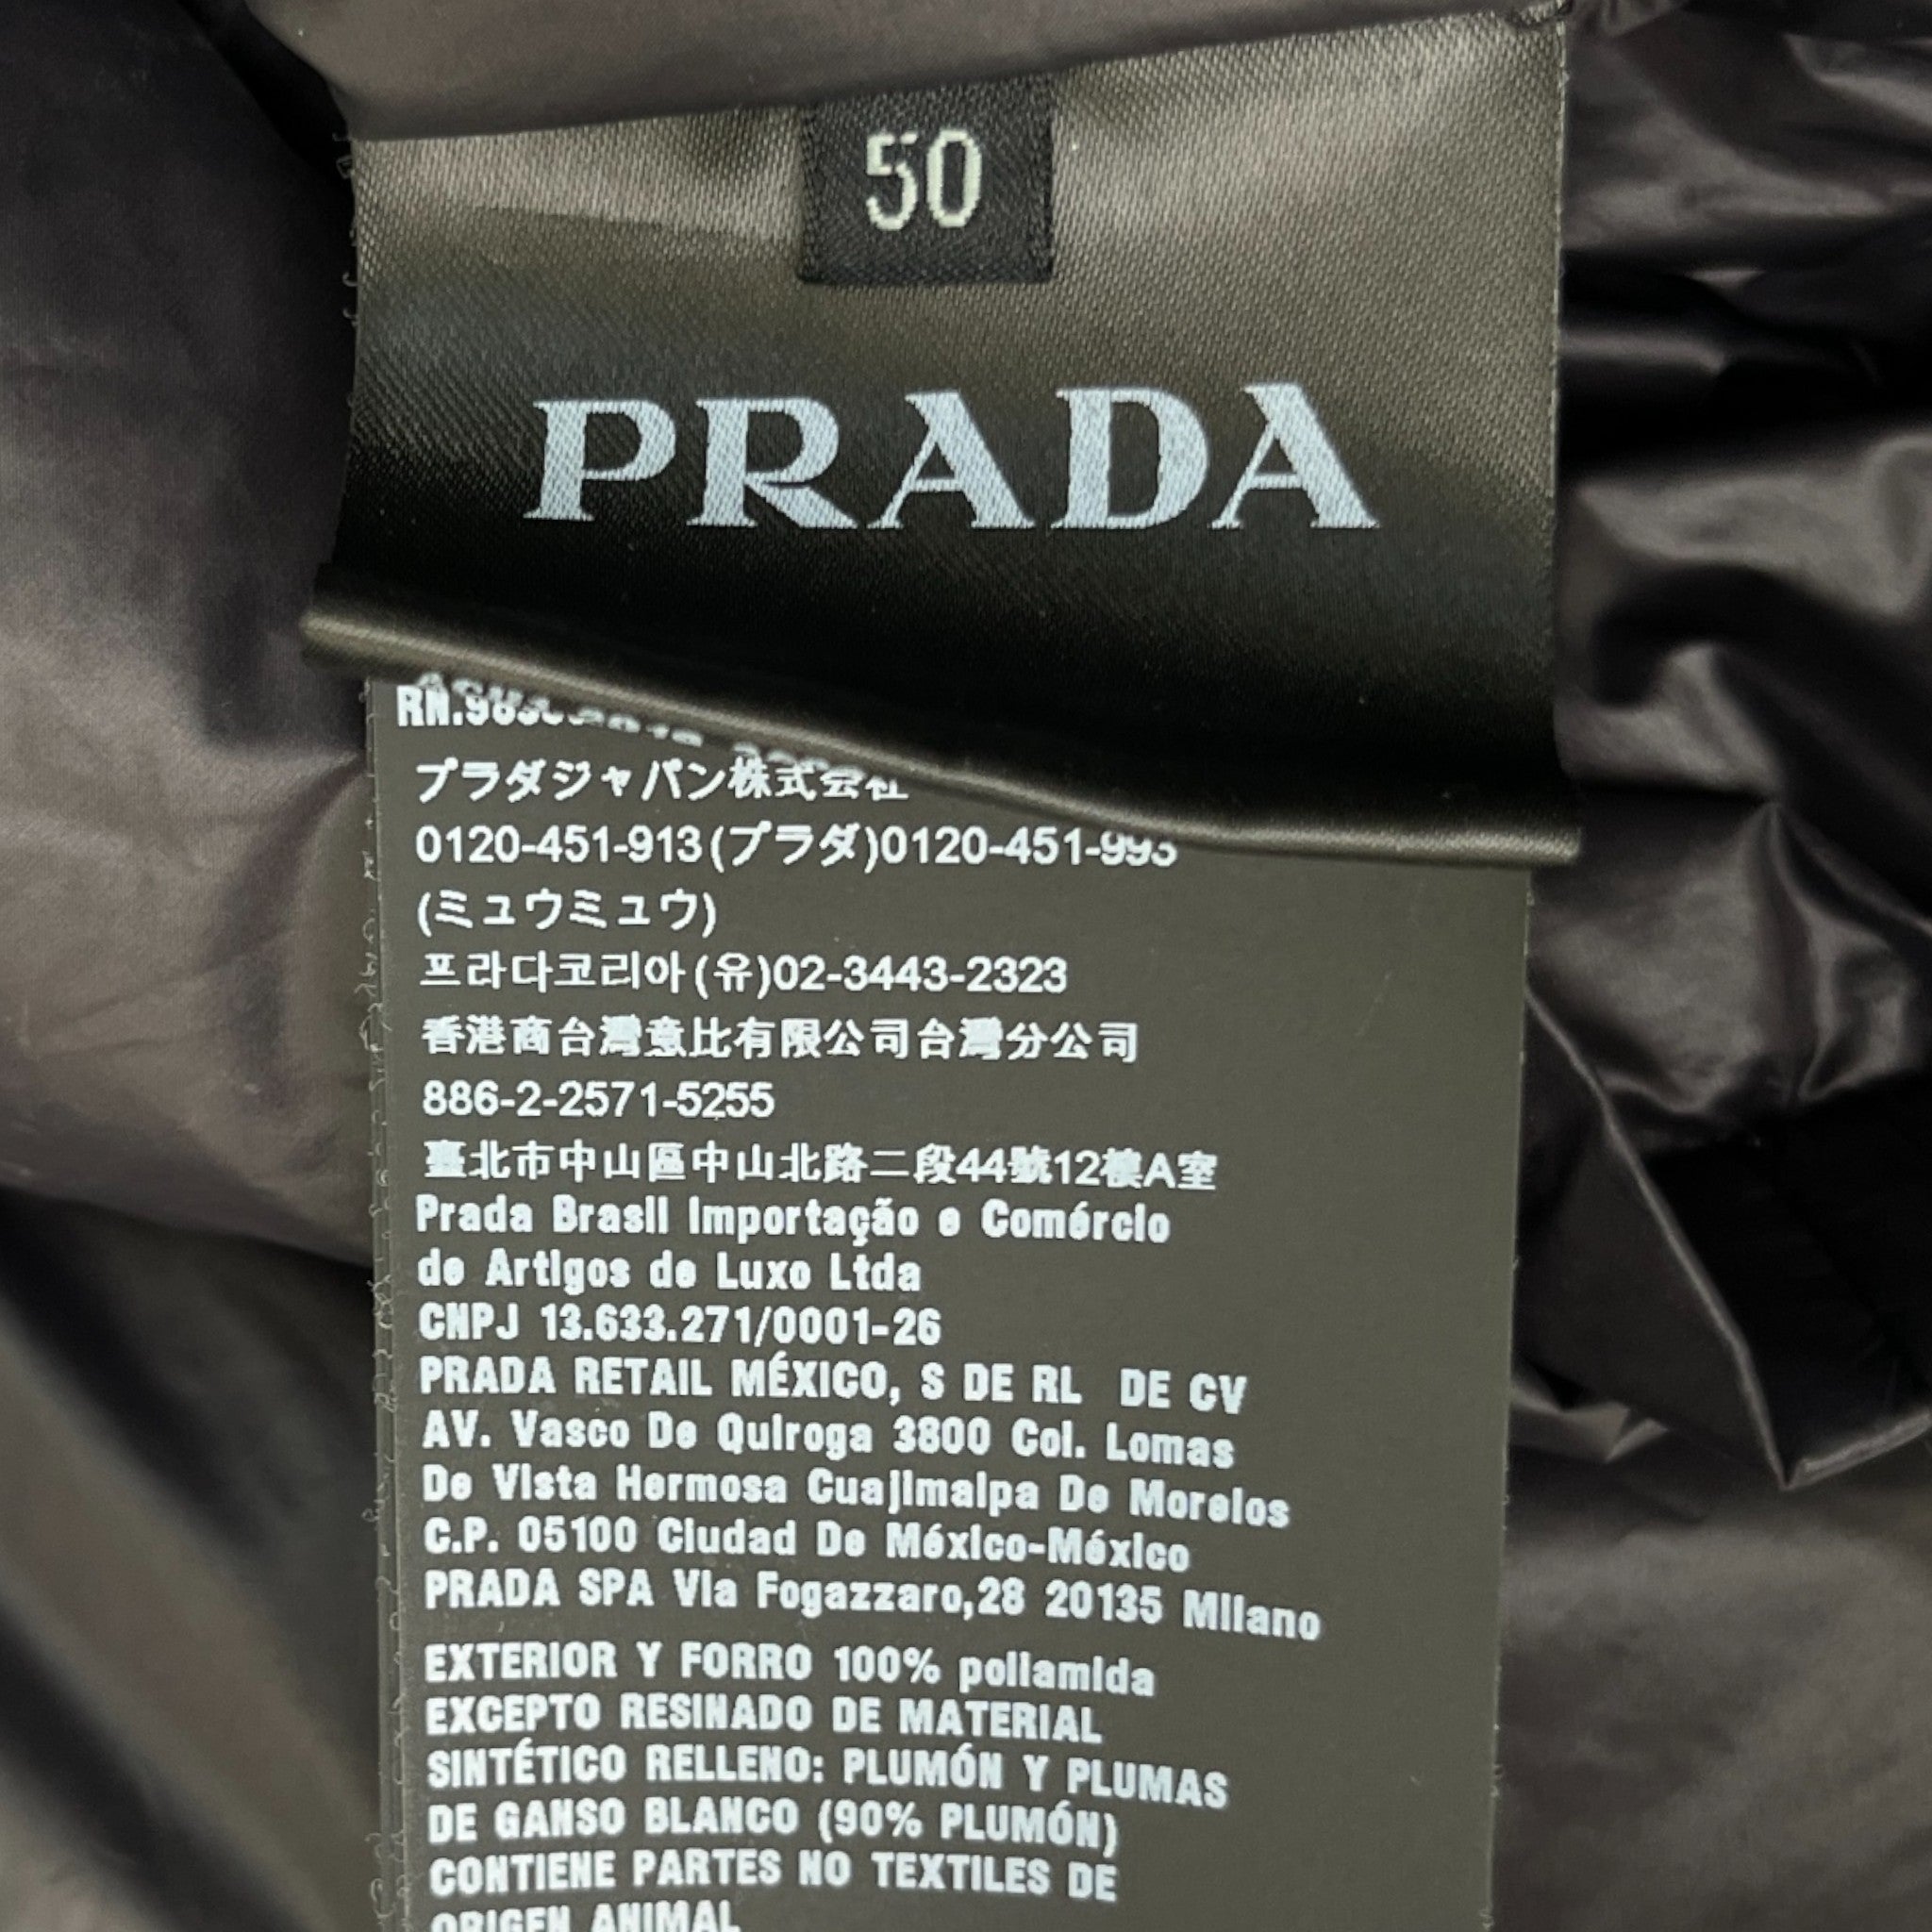 50
PRADA
プラダジャパン株式会社
0120-451-913(プラダ)0120-451-993
(ミュウミュウ)
프라다코리아(유)02-3443-2323
香港商台灣意比有限公司台灣分公司
886-2-2571-5255
臺北市中山區中山北路二段44號12樓A室
Prada Brasil Importação e Comércio
de Artigos de Luxo Ltda
CNPJ 13.633.271/0001-26
PRADA RETAIL MÉXICO, S DE RL DE CV
AV. Vasco De Quiroga 3800 Col. Lomas
De Vista Hermosa Cuajimalpa De Morelos
C.P. 05100 Ciudad De México-México
PRADA SPA Via Fogazzaro,28 20135 Milano
EXTERIOR Y FORRO 100% poliamida
EXCEPTO RESINADO DE MATERIAL
SINTÉTICO RELLENO: PLUMÓN Y PLUMAS
DE GANSO BLANCO (90% PLUMÓN)
CONTIENE PARTES NO TEXTILES DE
ORIGEN ANIMAL